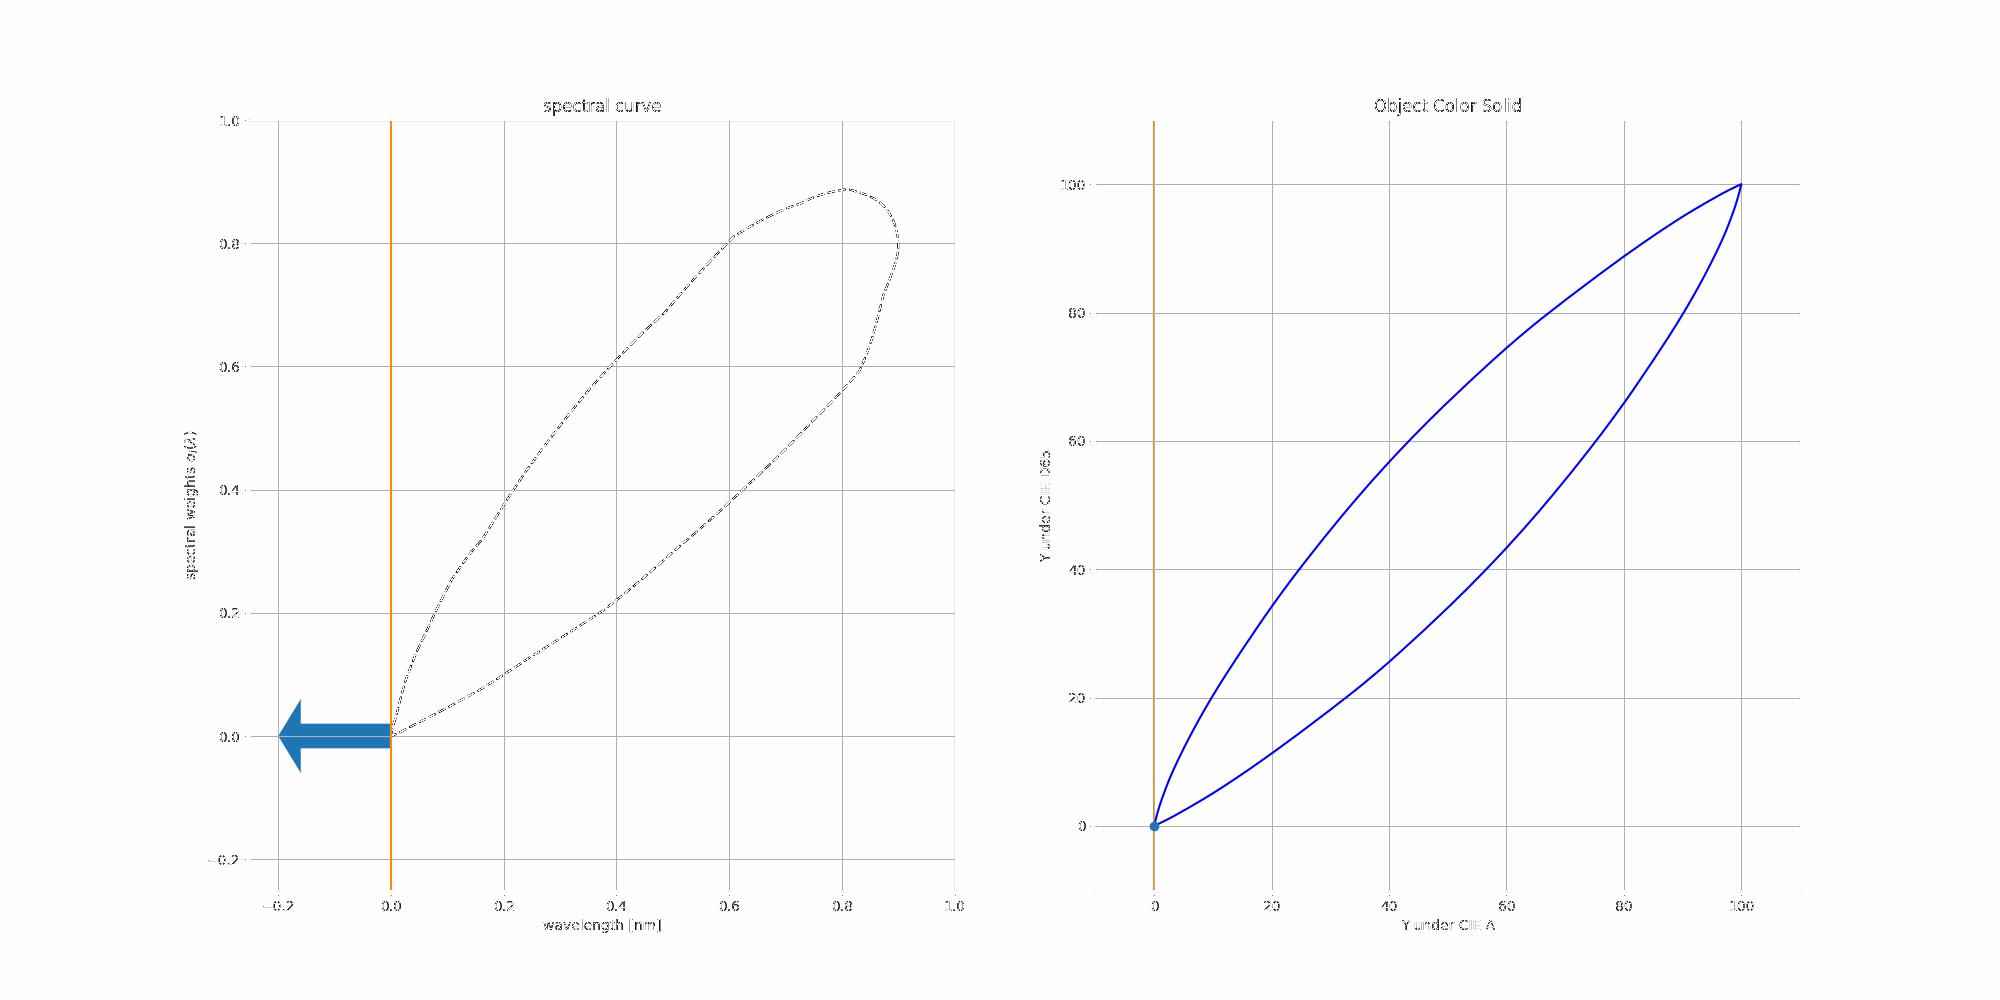 spectral curve
1.0
0.8
0.6
0.4
0.2
0.0
−0.2
spectral weights
−0.2 0.0 0.2 0.4 0.6 0.8 1.0
wavelength [nm]
Object Color Solid
100
80
60
40
20
0
Y under CIE D65
0 20 40 60 80 100
Y under CIE A